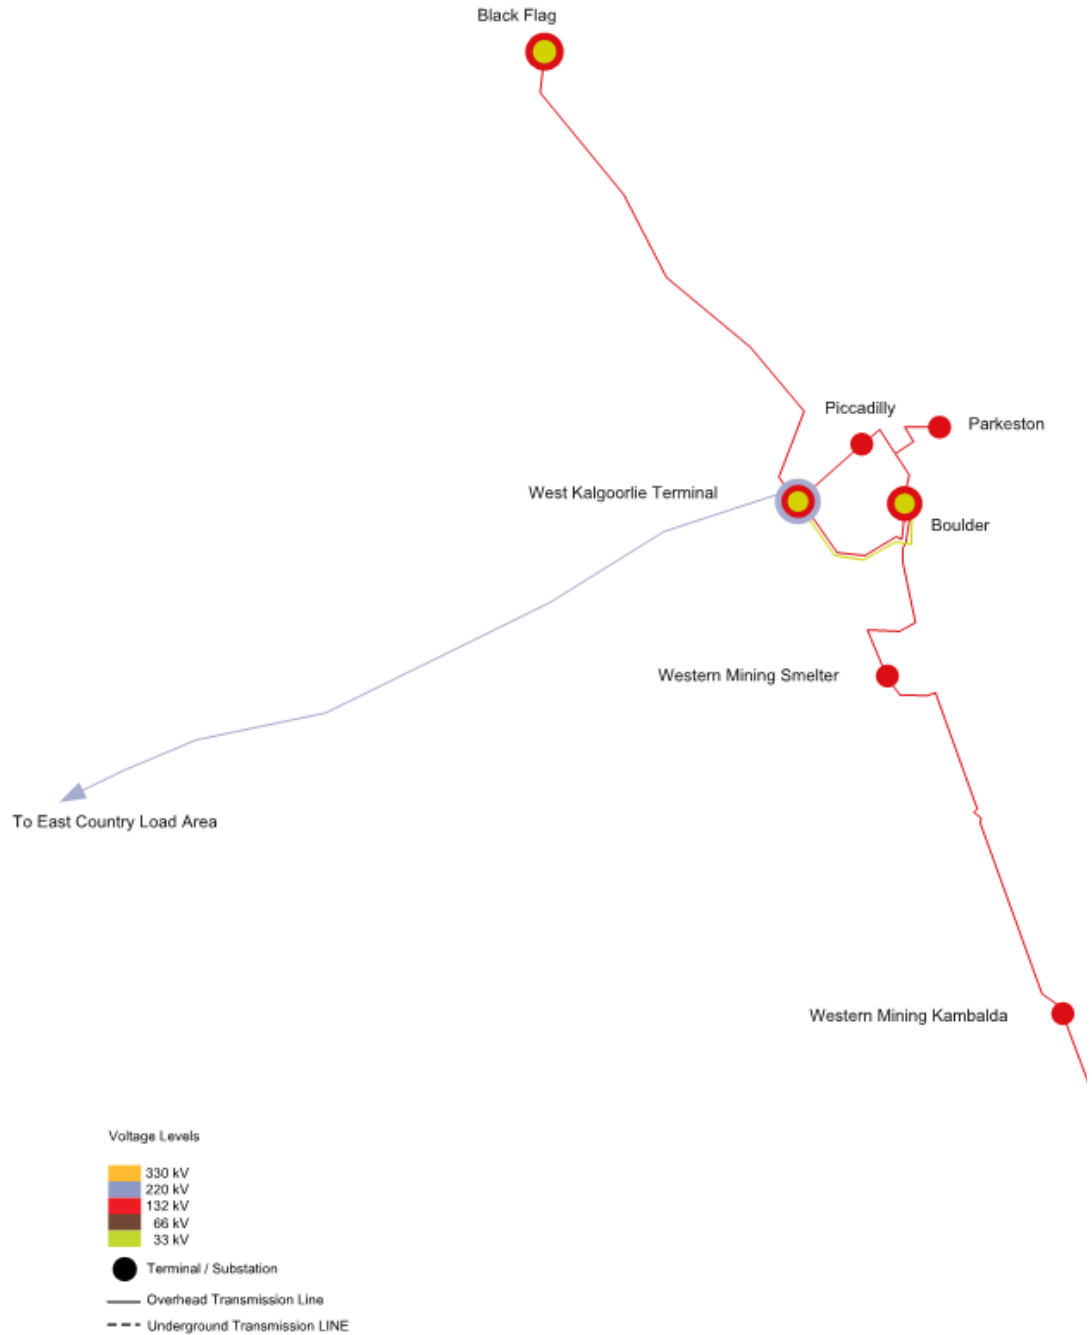 Black Flag
Piccadilly
Parkeston
West Kalgoorlie Terminal
Boulder
Western Mining Smelter
To East Country Load Area
Western Mining Kambalda
Voltage Levels
330 kV
220 kV
132 kV
66 kV
33 kV
Terminal / Substation
Overhead Transmission Line
Underground Transmission LINE